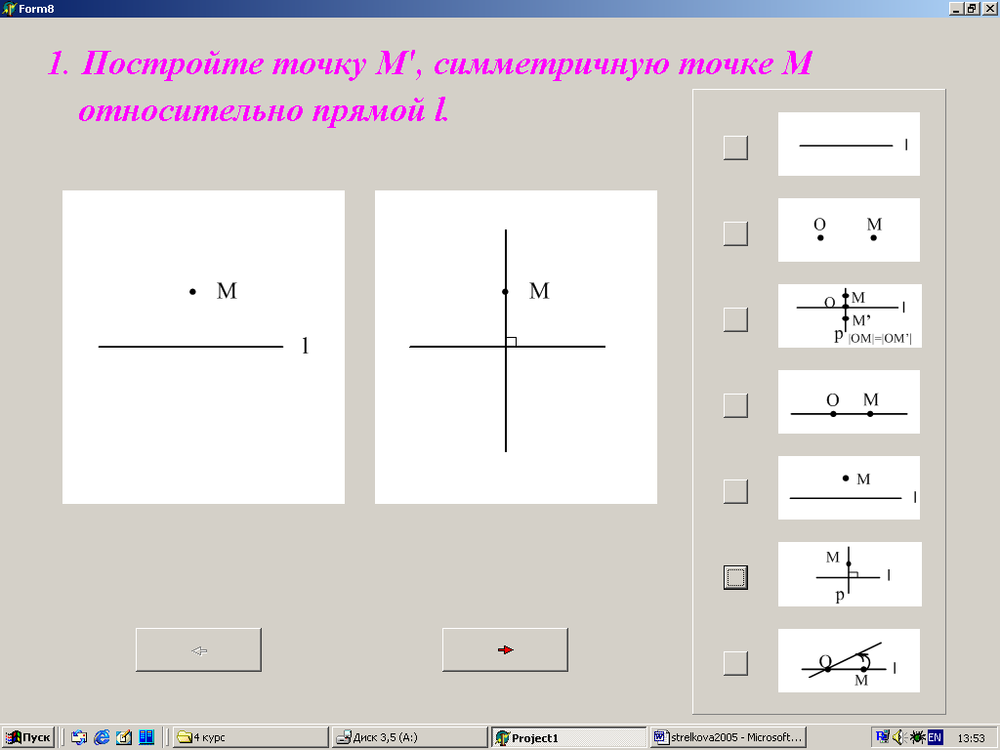 Form8
1. Постройте точку M', симметричную точке M
относительно прямой l.
M
l
M
l
O M
O M l
M’
p |OM|=|OM’|
O M
M
l
M
l
p
O l
M
Пуск
4 курс
Диск 3,5 (A:)
Project1
strelkova2005 - Microsoft...
EN
13:53